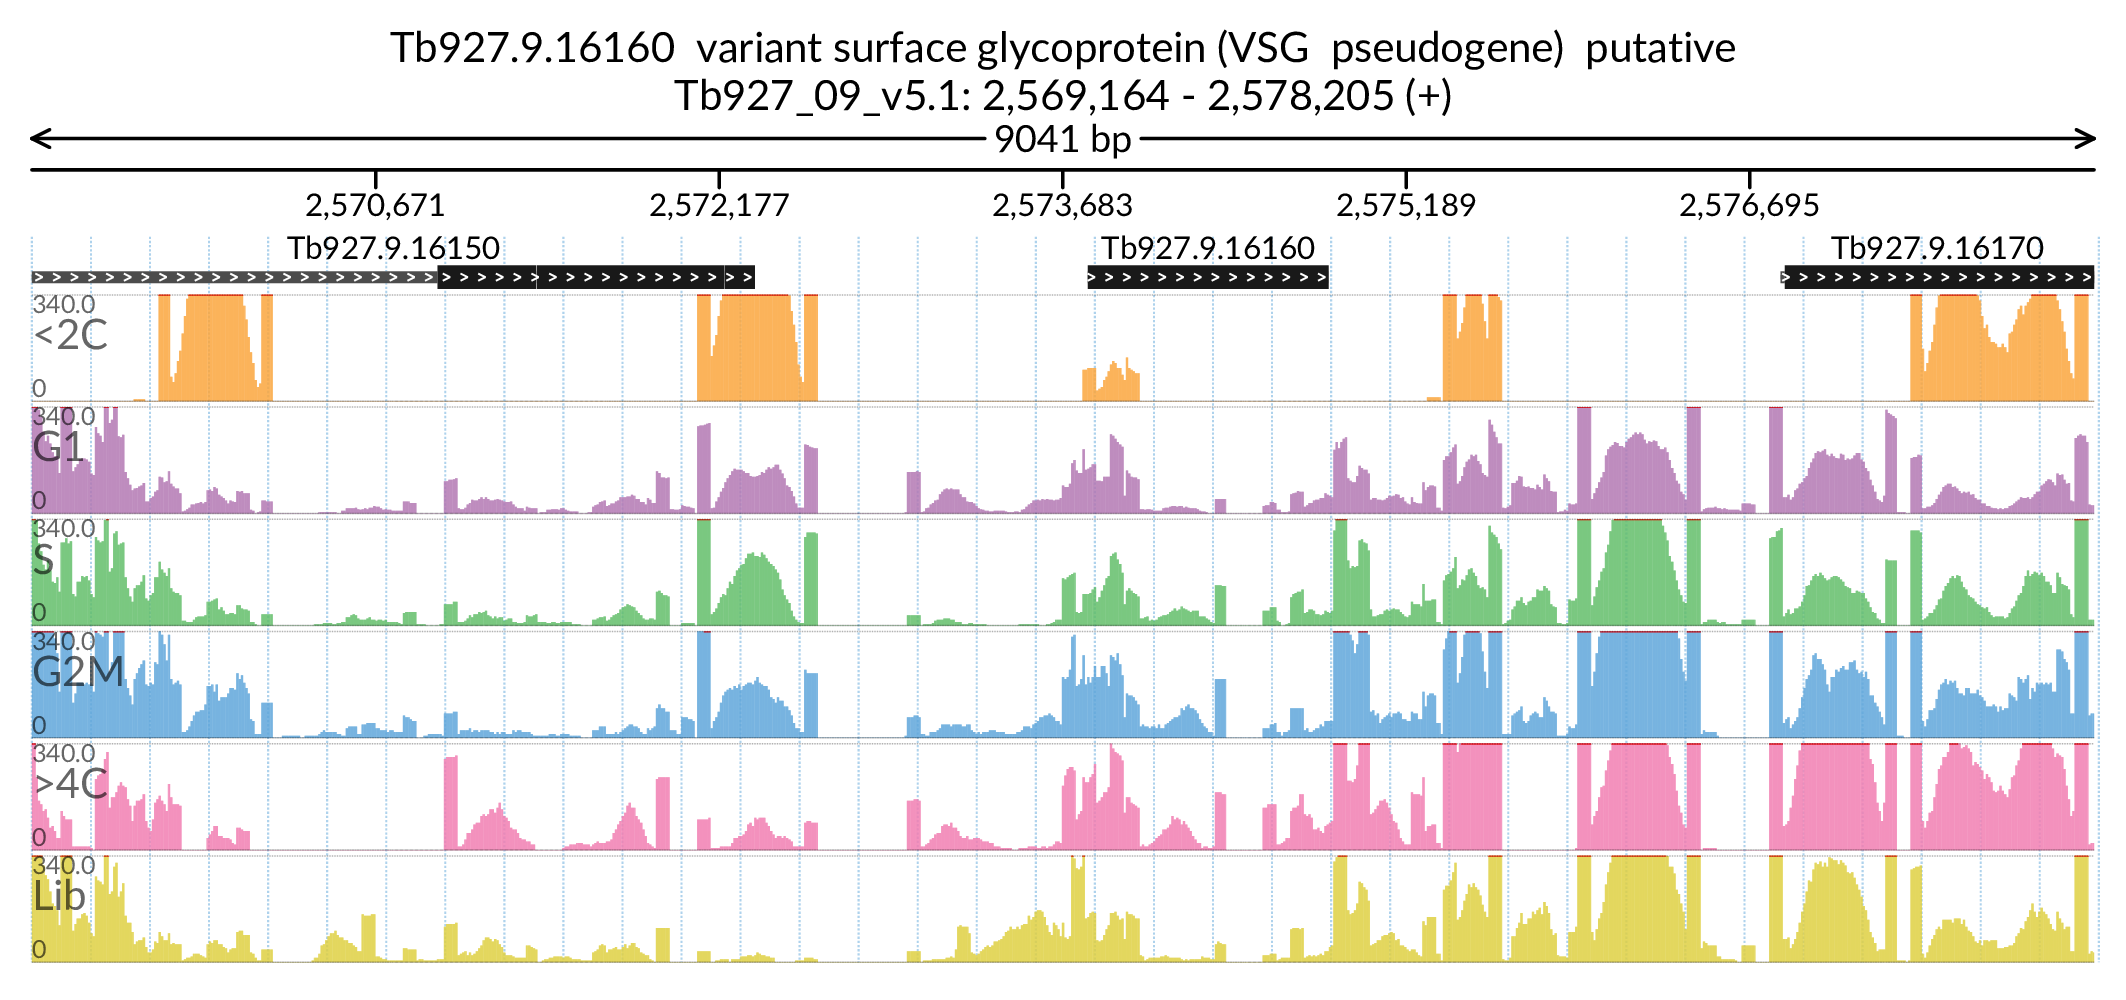 Tb927.9.16160 variant surface glycoprotein (VSG pseudogene) putative
Tb927_09_v5.1: 2,569,164 - 2,578,205 (+)
9041 bp
2,570,671 2,572,177 2,573,683 2,575,189 2,576,695
Tb927.9.16150 Tb927.9.16160 Tb927.9.16170
340.0
<2C
0
340.0
G1
0
340.0
S
0
340.0
G2M
0
340.0
>4C
0
340.0
Lib
0